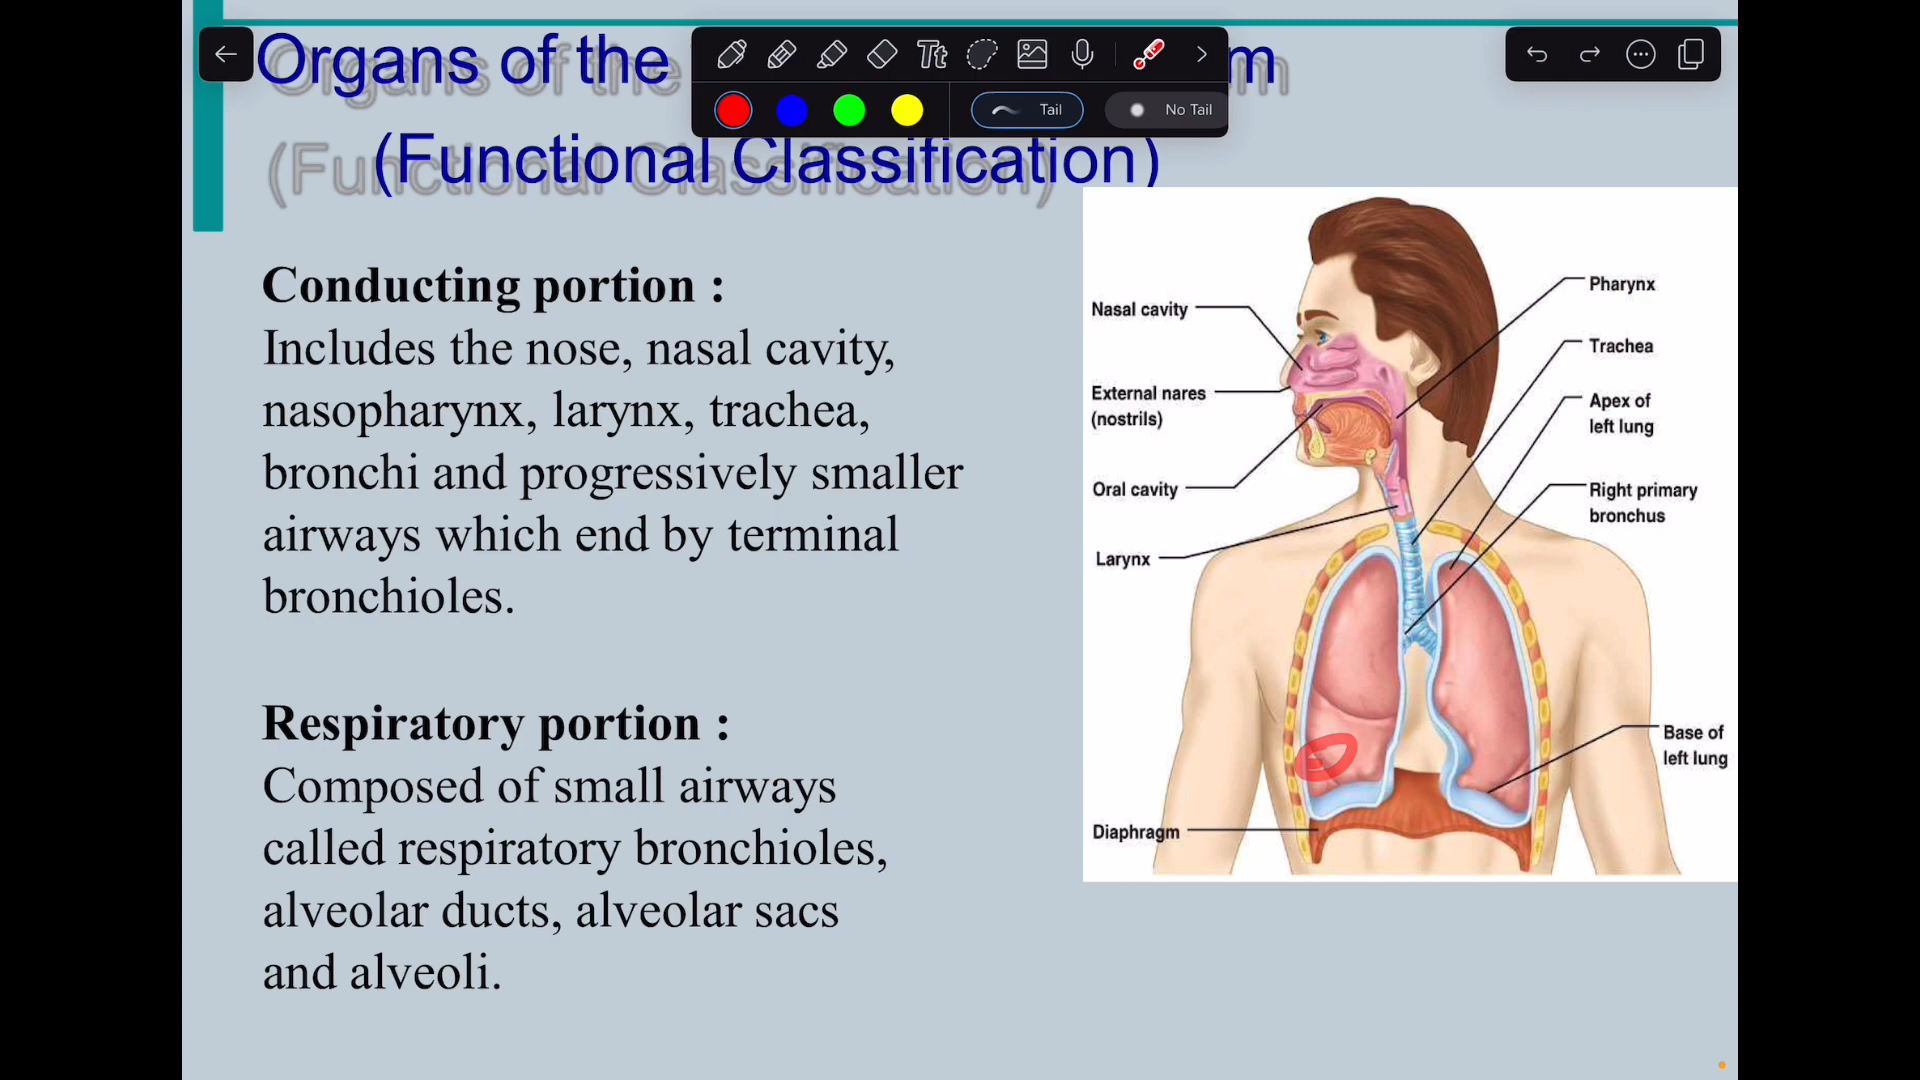 Organs of the m
(Functional Classification)
Tt
Tail
No Tail
Conducting portion :
Includes the nose, nasal cavity,
nasopharynx, larynx, trachea,
bronchi and progressively smaller
airways which end by terminal
bronchioles.
Respiratory portion :
Composed of small airways
called respiratory bronchioles,
alveolar ducts, alveolar sacs
and alveoli.
Nasal cavity
External nares
(nostrils)
Oral cavity
Larynx
Diaphragm
Pharynx
Trachea
Apex of
left lung
Right primary
bronchus
Base of
left lung